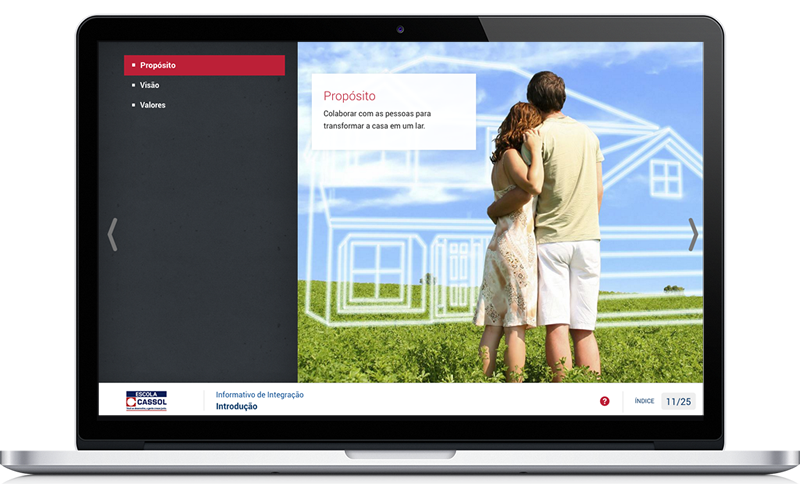 Propósito
Visão
Valores
Propósito
Colaborar com as pessoas para
transformar a casa em um lar.
ESCOLA
CASSOL
Informativo de Integração
Introdução
?
ÍNDICE
11/25